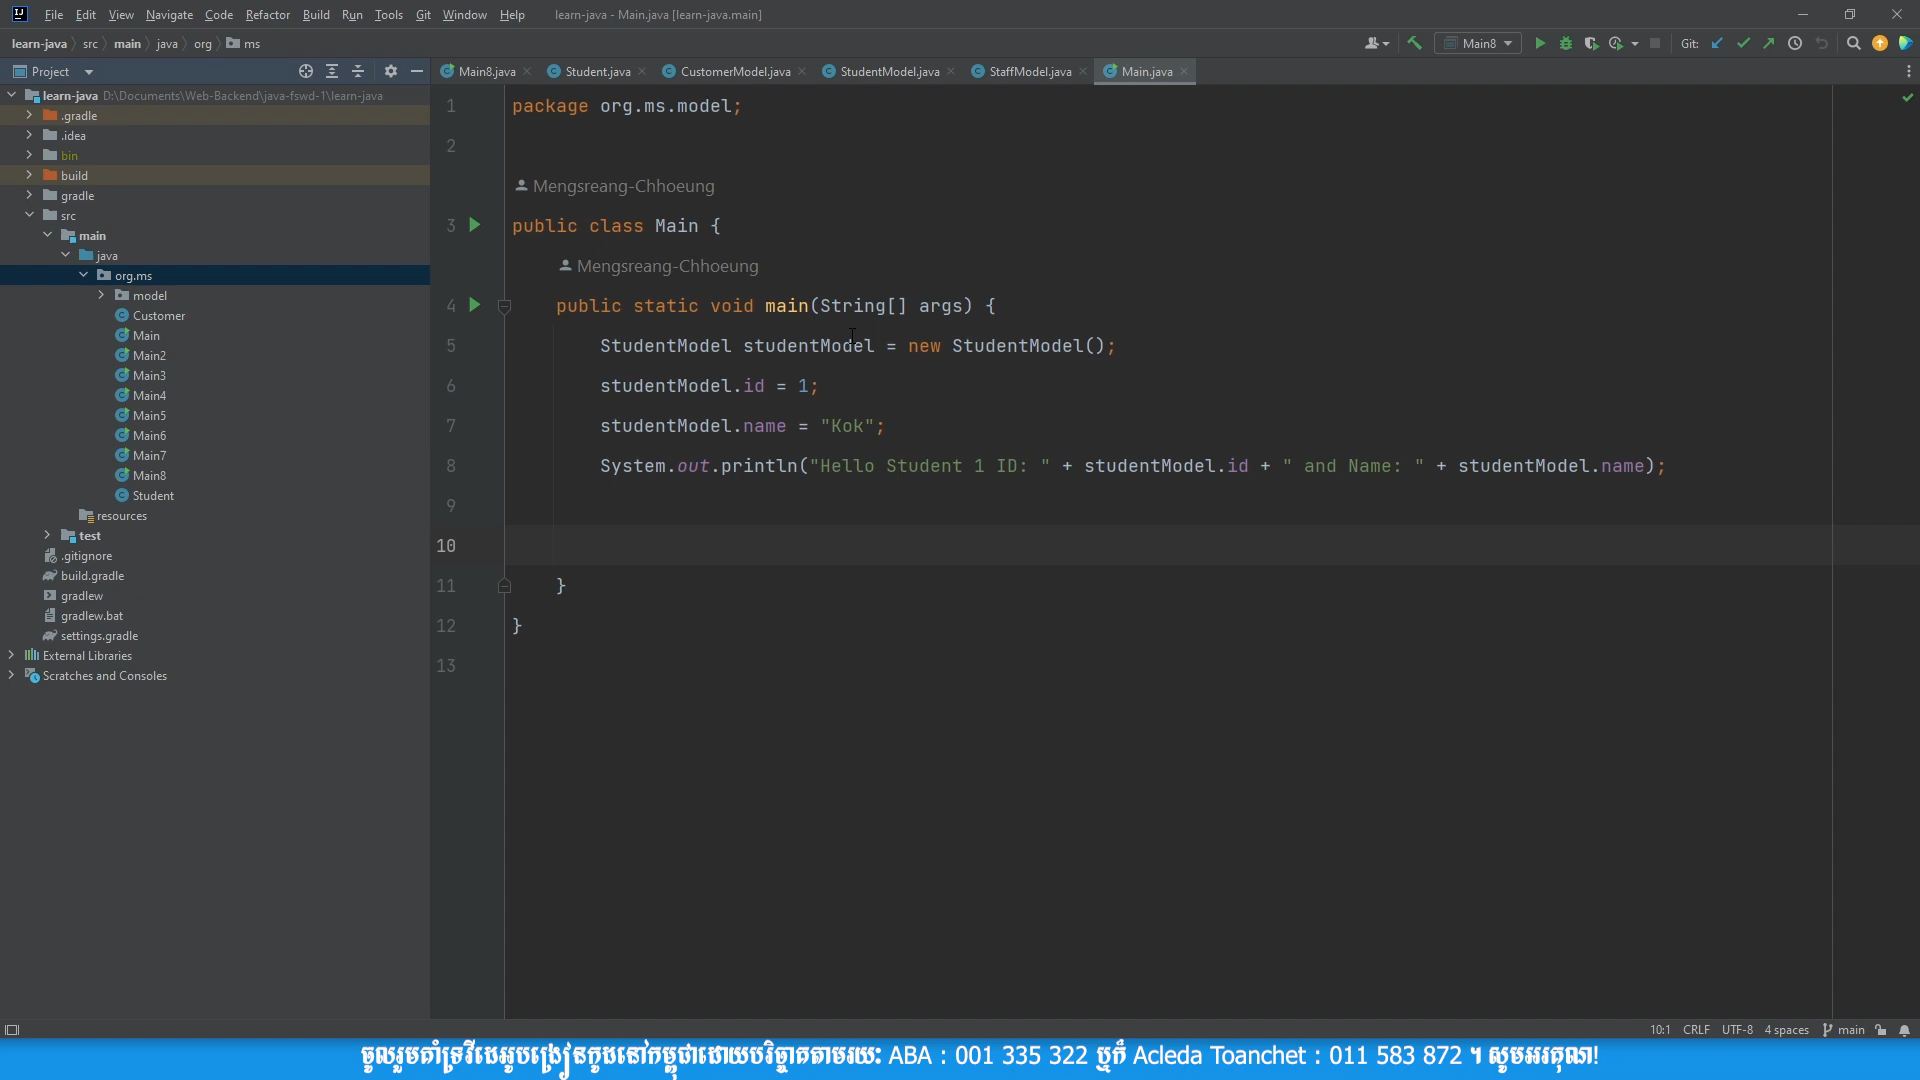 File Edit View Navigate Code Refactor Build Run Tools Git Window Help learn-java - Main.java [learn-java.main]
learn-java src main java org ms Main8 Git:
Project Main8.java Student.java CustomerModel.java StudentModel.java StaffModel.java Main.java
learn-java D:\Documents\Web-Backend\java-fswd-1\learn-java
.gradle
.idea
bin
build
gradle
src
main
java
org.ms
model
Customer
Main
Main2
Main3
Main4
Main5
Main6
Main7
Main8
Student
resources
test
.gitignore
build.gradle
gradlew
gradlew.bat
settings.gradle
External Libraries
Scratches and Consoles
1 package org.ms.model;
2
Mengsreang-Chhoeung
3 public class Main {
Mengsreang-Chhoeung
4 public static void main(String[] args) {
5 StudentModel studentModel = new StudentModel();
6 studentModel.id = 1;
7 studentModel.name = "Kok";
8 System.out.println("Hello Student 1 ID: " + studentModel.id + " and Name: " + studentModel.name);
9
10
11 }
12 }
13
10:1 CRLF UTF-8 4 spaces main
ចូលរួមគាំទ្រវីដេអូបង្រៀនកូដនៅកម្ពុជាដោយបរិច្ចាគតាមរយៈ ABA : 001 335 322 ឬក៏ Acleda Toanchet : 011 583 872 ។ សូមអរគុណ!